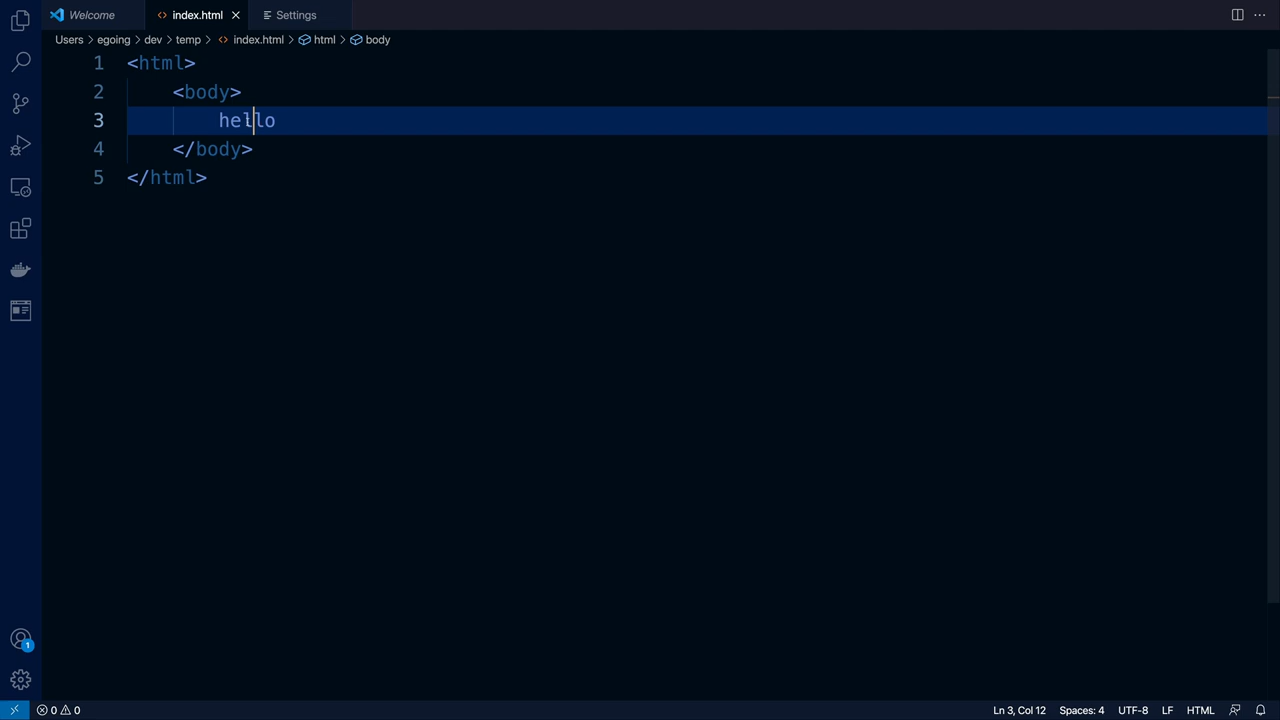 Welcome index.html Settings
Users egoing dev temp index.html html body
1 <html>
2 <body>
3 hello
4 </body>
5 </html>
1
0 0 Ln 3, Col 12 Spaces: 4 UTF-8 LF HTML